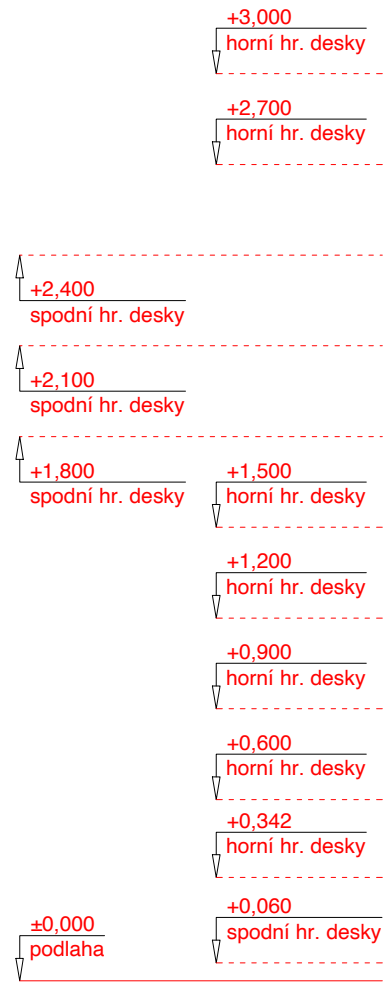 +3,000
horní hr. desky
+2,700
horní hr. desky
+2,400
spodní hr. desky
+2,100
spodní hr. desky
+1,800
spodní hr. desky
+1,500
horní hr. desky
+1,200
horní hr. desky
+0,900
horní hr. desky
+0,600
horní hr. desky
+0,342
horní hr. desky
+0,060
spodní hr. desky
±0,000
podlaha